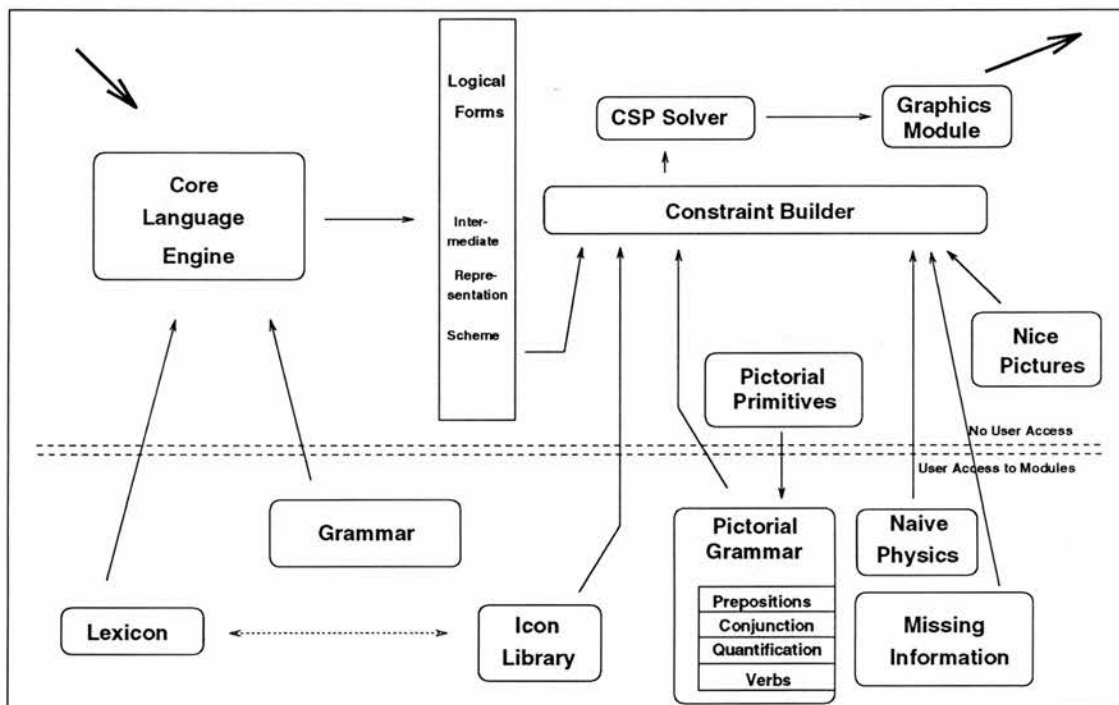 Logical
Forms
CSP Solver
Graphics
Module
Core
Language
Engine
Constraint Builder
Inter-
mediate
Repre-
sentation
Scheme
Nice
Pictures
Pictorial
Primitives
No User Access
User Access to Modules
Grammar
Pictorial
Grammar
Naive
Physics
Lexicon
Icon
Library
Prepositions
Conjunction
Quantification
Verbs
Missing
Information